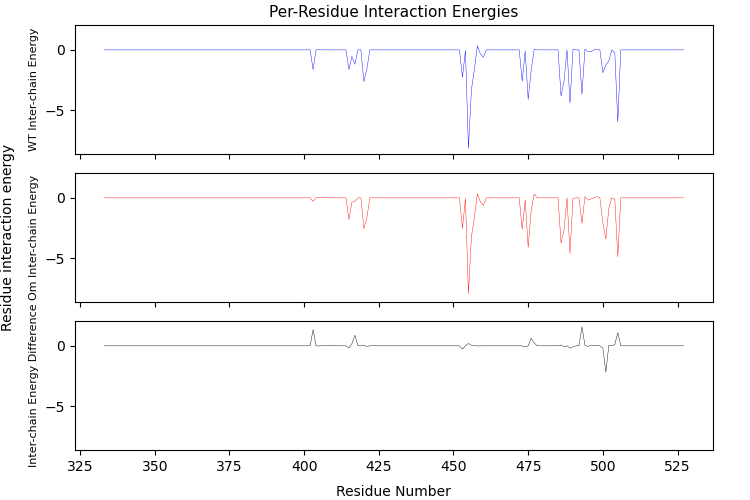 Per-Residue Interaction Energies
Residue interaction energy
WT Inter-chain Energy
0
−5
Om Inter-chain Energy
0
−5
Inter-chain Energy Difference
0
−5
325 350 375 400 425 450 475 500 525
Residue Number